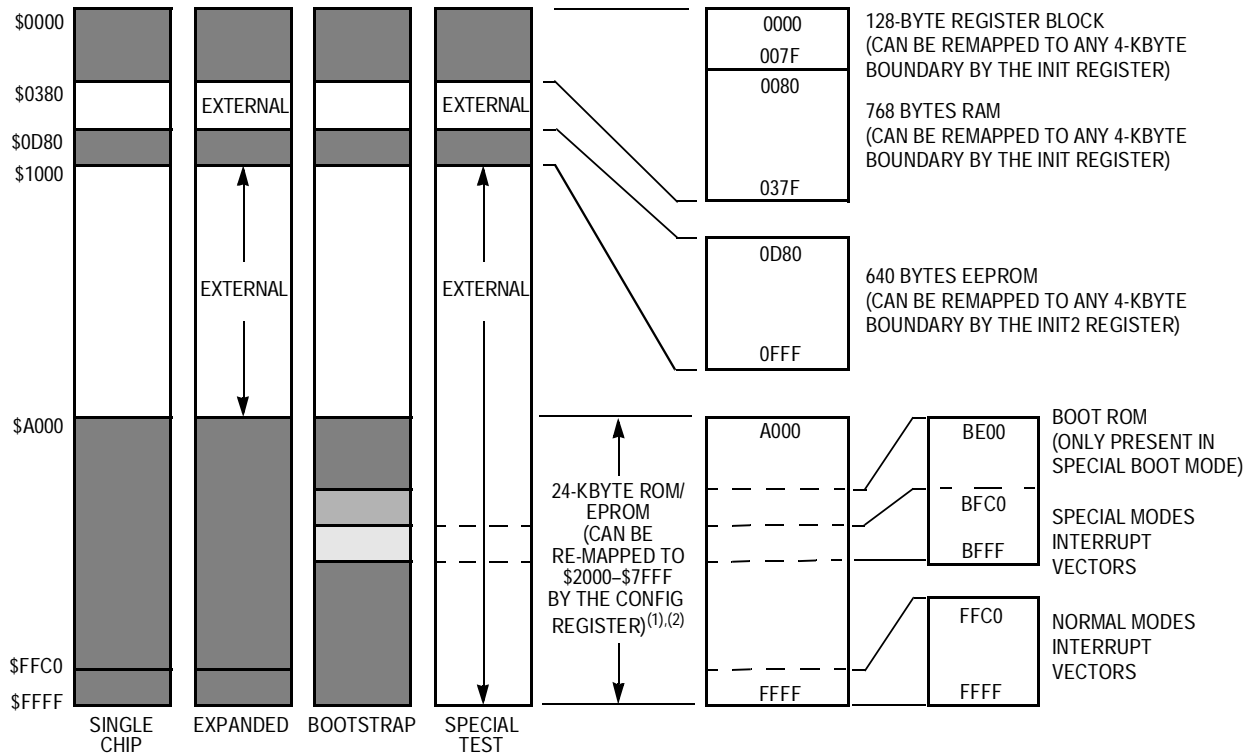 $0000
$0380
$0D80
$1000
$A000
$FFC0
$FFFF
EXTERNAL
EXTERNAL
EXTERNAL
EXTERNAL
SINGLE
CHIP
EXPANDED
BOOTSTRAP
SPECIAL
TEST
0000
007F
0080
037F
128-BYTE REGISTER BLOCK
(CAN BE REMAPPED TO ANY 4-KBYTE
BOUNDARY BY THE INIT REGISTER)
768 BYTES RAM
(CAN BE REMAPPED TO ANY 4-KBYTE
BOUNDARY BY THE INIT REGISTER)
0D80
0FFF
640 BYTES EEPROM
(CAN BE REMAPPED TO ANY 4-KBYTE
BOUNDARY BY THE INIT2 REGISTER)
24-KBYTE ROM/
EPROM
(CAN BE
RE-MAPPED TO
$2000–$7FFF
BY THE CONFIG
REGISTER)(1),(2)
A000
FFFF
BE00
BFC0
BFFF
BOOT ROM
(ONLY PRESENT IN
SPECIAL BOOT MODE)
SPECIAL MODES
INTERRUPT
VECTORS
FFC0
FFFF
NORMAL MODES
INTERRUPT
VECTORS